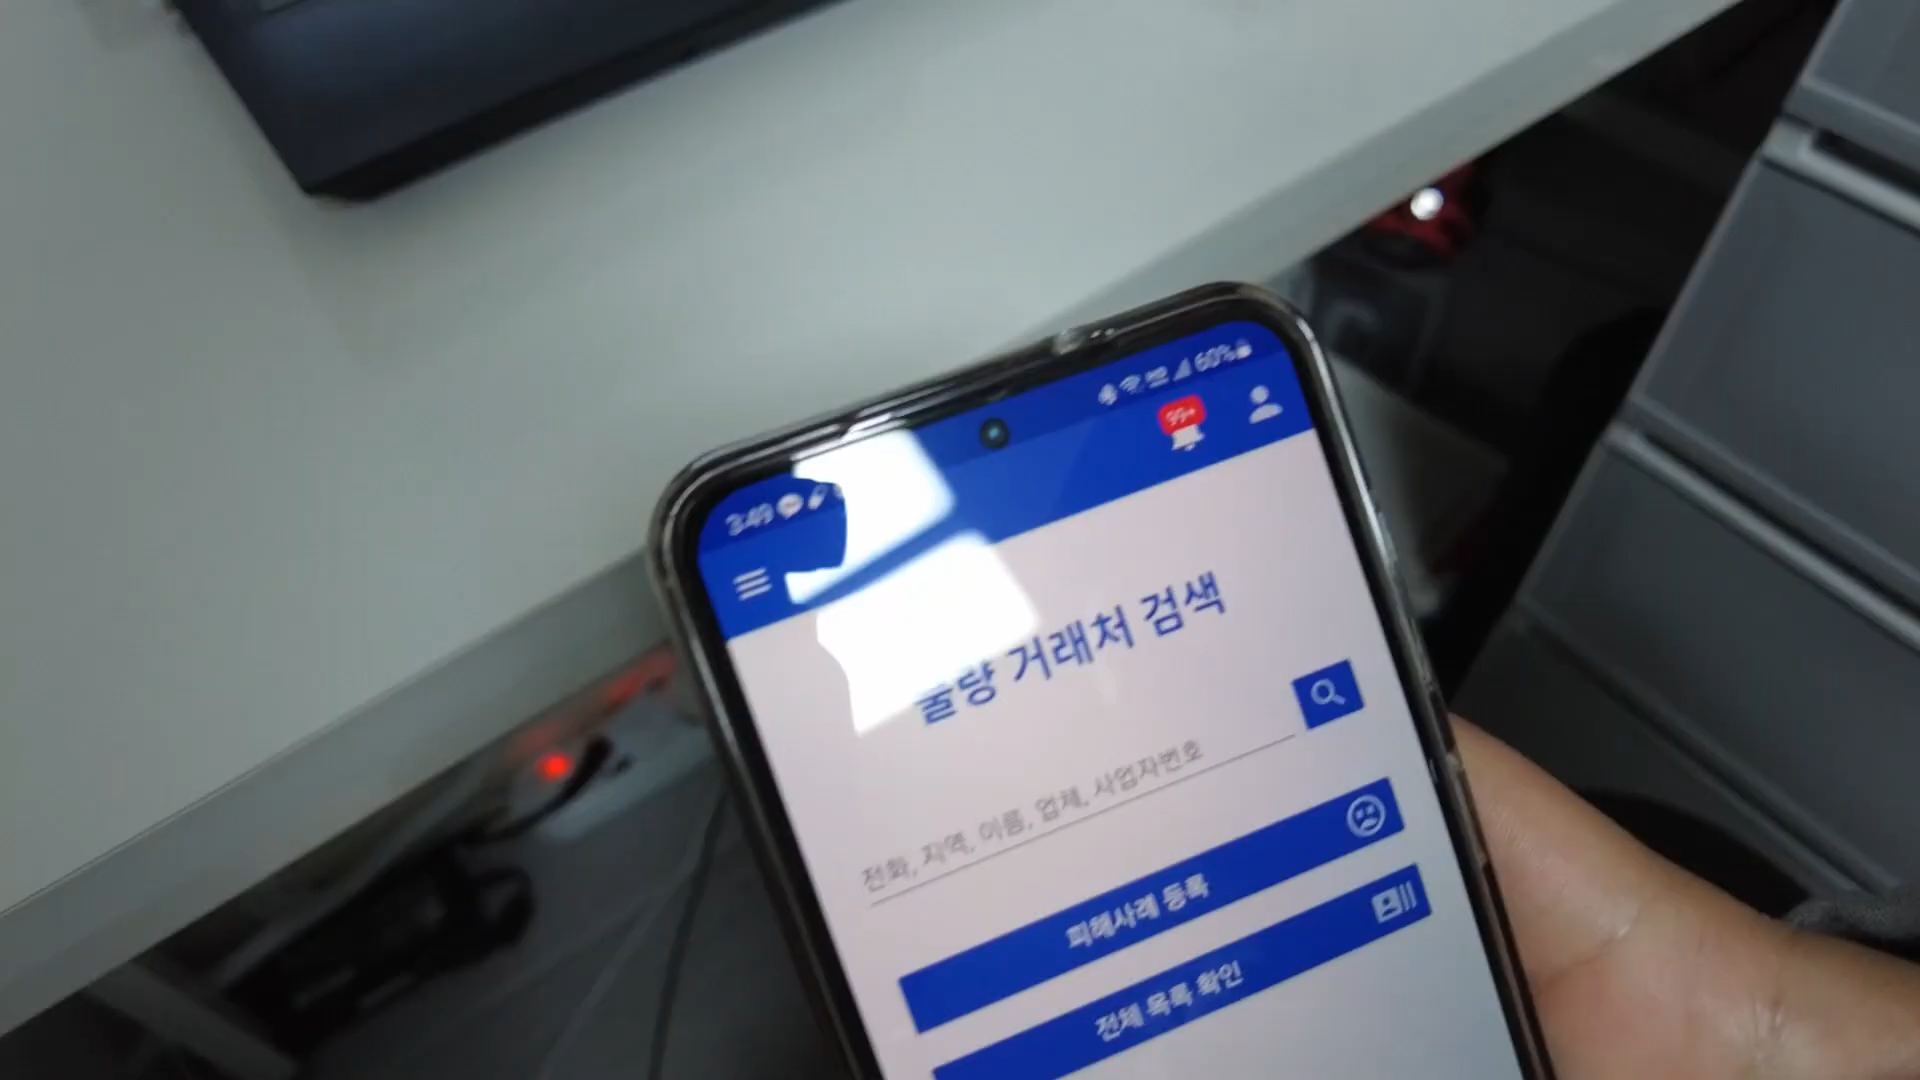 3:49 60%
99+
불량 거래처 검색
전화, 지역, 이름, 업체, 사업자번호
피해사례 등록
전체 목록 확인